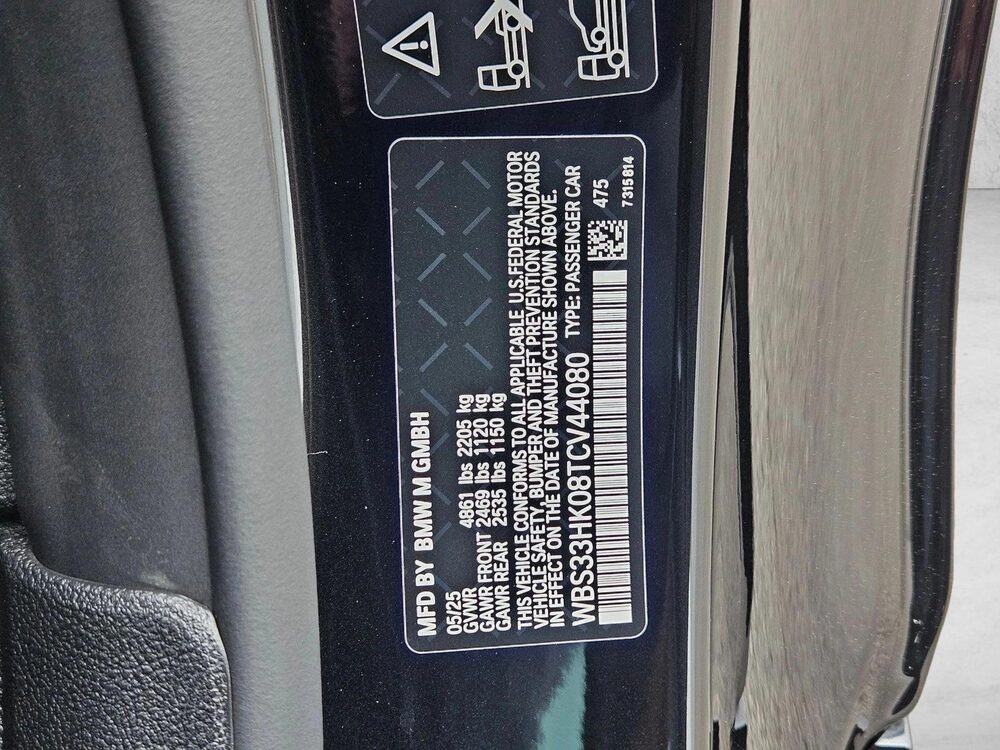 MFD BY BMW M GMBH
05/25
GVWR 4861 lbs 2205 kg
GAWR FRONT 2469 lbs 1120 kg
GAWR REAR 2535 lbs 1150 kg
THIS VEHICLE CONFORMS TO ALL APPLICABLE U.S.FEDERAL MOTOR
VEHICLE SAFETY, BUMPER AND THEFT PREVENTION STANDARDS
IN EFFECT ON THE DATE OF MANUFACTURE SHOWN ABOVE.
WBS33HK08TCV44080 TYPE: PASSENGER CAR
475
7315814